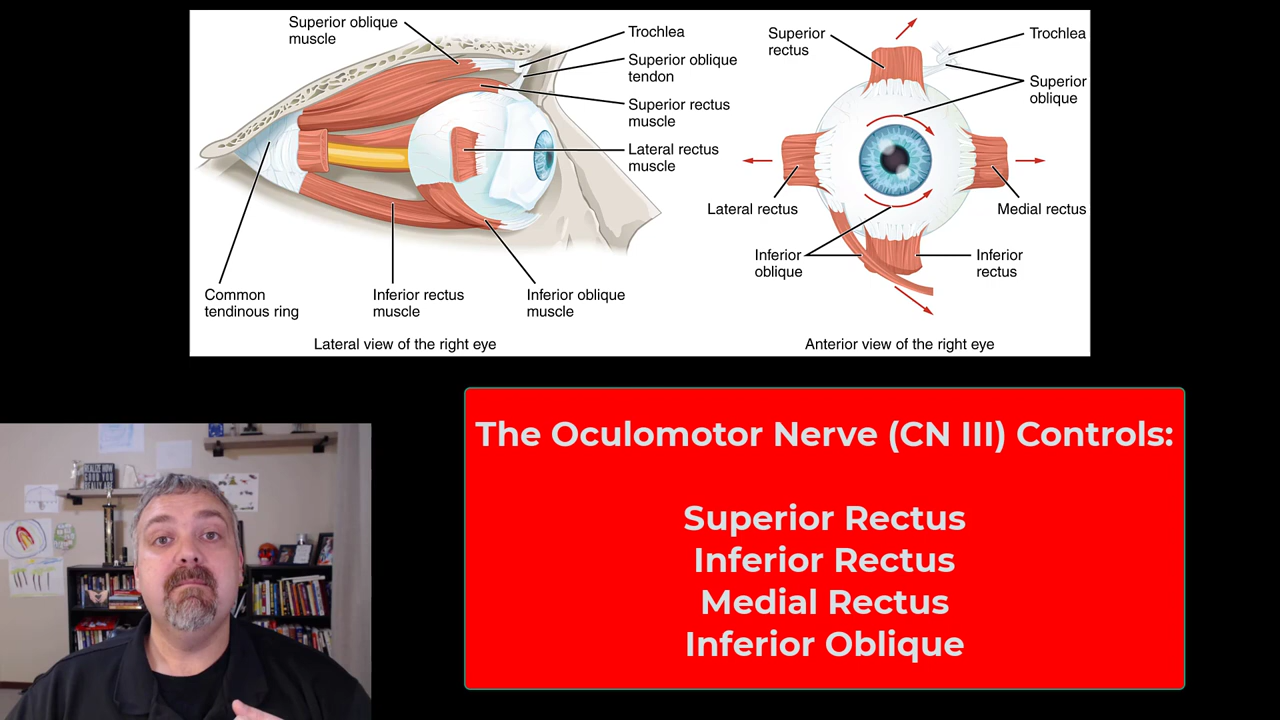 Superior oblique
muscle
Trochlea
Superior oblique
tendon
Superior rectus
muscle
Lateral rectus
muscle
Common
tendinous ring
Inferior rectus
muscle
Inferior oblique
muscle
Lateral view of the right eye
Superior
rectus
Trochlea
Superior
oblique
Lateral rectus
Medial rectus
Inferior
oblique
Inferior
rectus
Anterior view of the right eye
The Oculomotor Nerve (CN III) Controls:
Superior Rectus
Inferior Rectus
Medial Rectus
Inferior Oblique